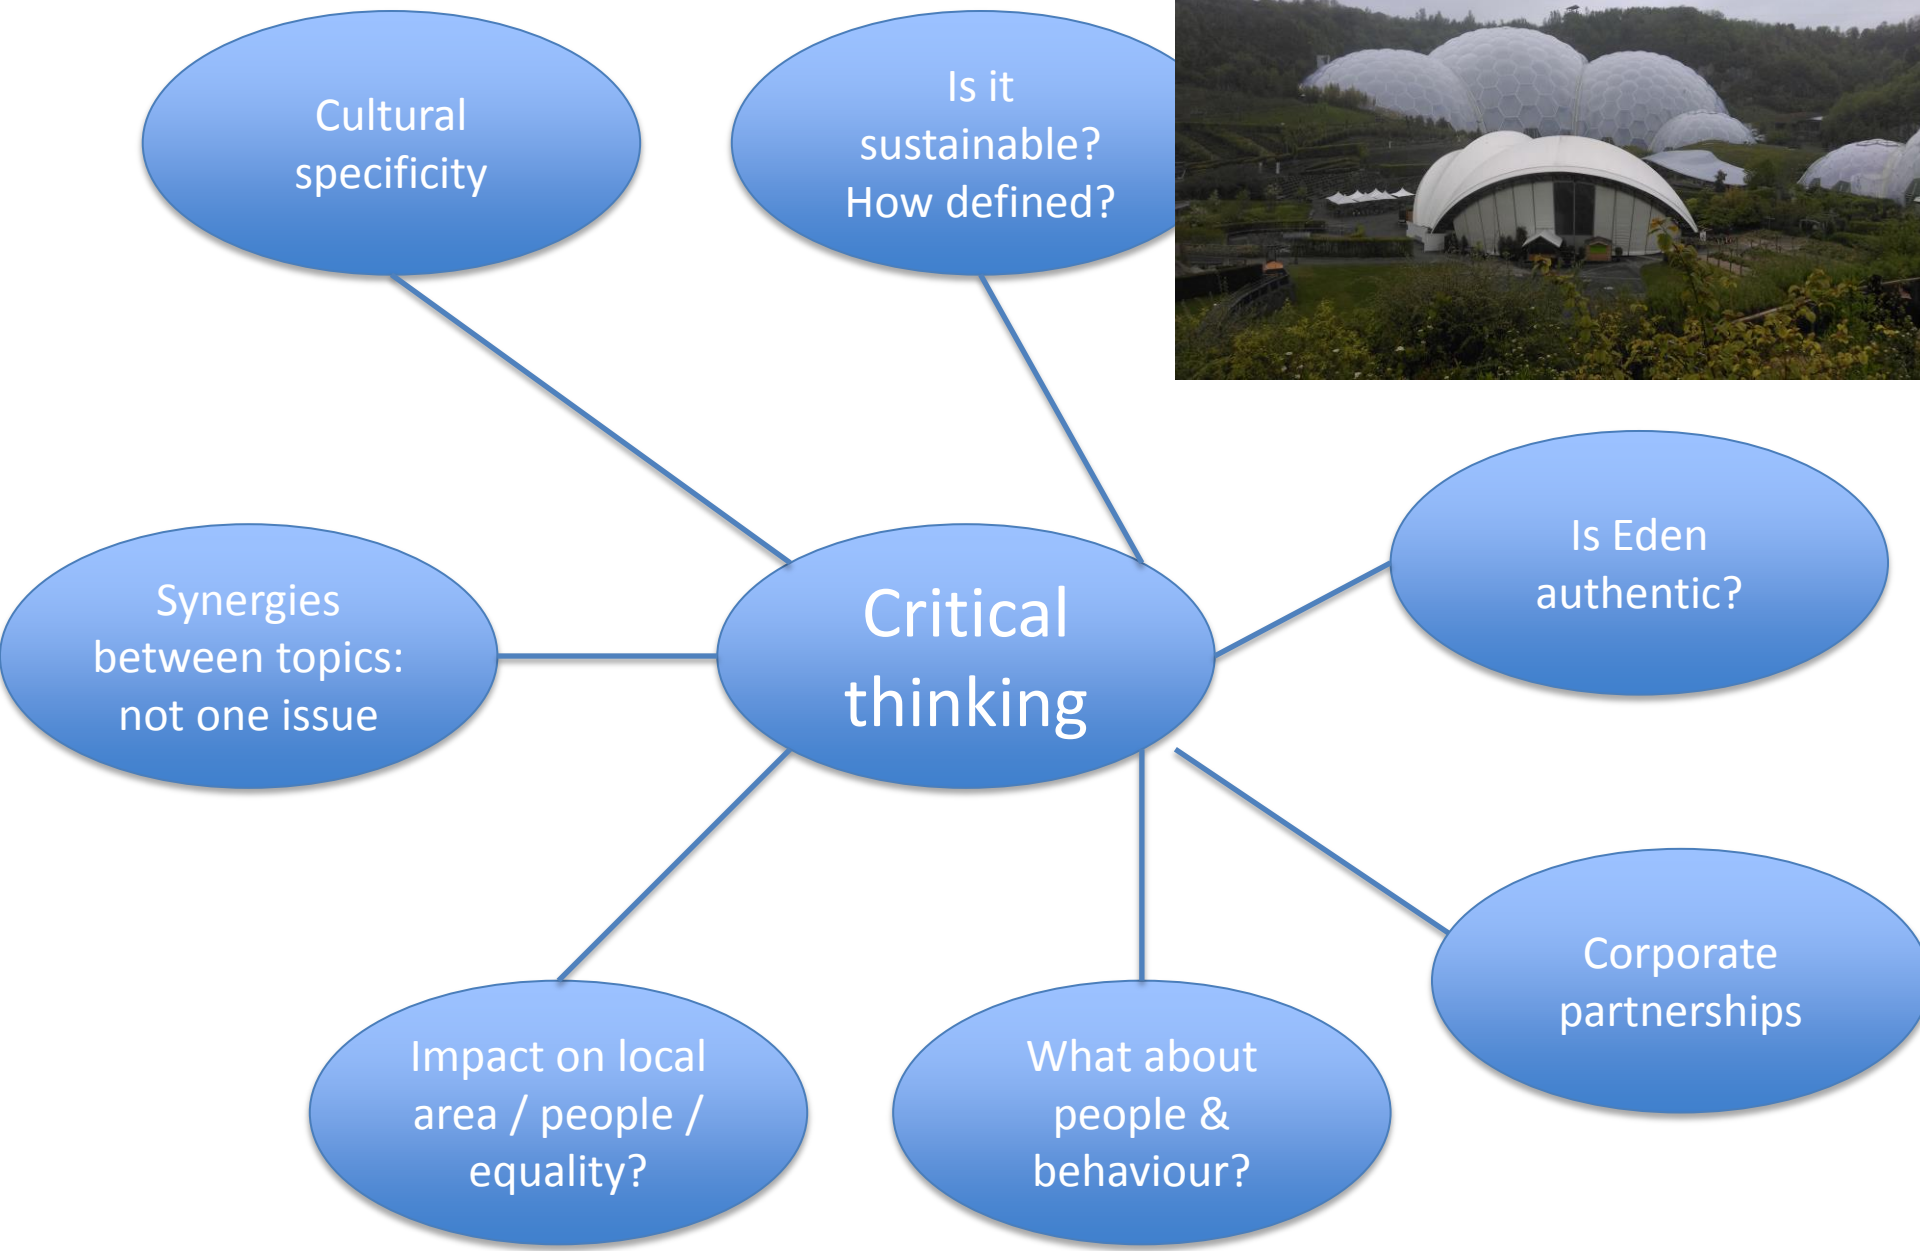 Cultural
specificity
Is it
sustainable?
How defined?
Is Eden
authentic?
Synergies
between topics:
not one issue
Critical
thinking
Corporate
partnerships
Impact on local
area / people /
equality?
What about
people &
behaviour?